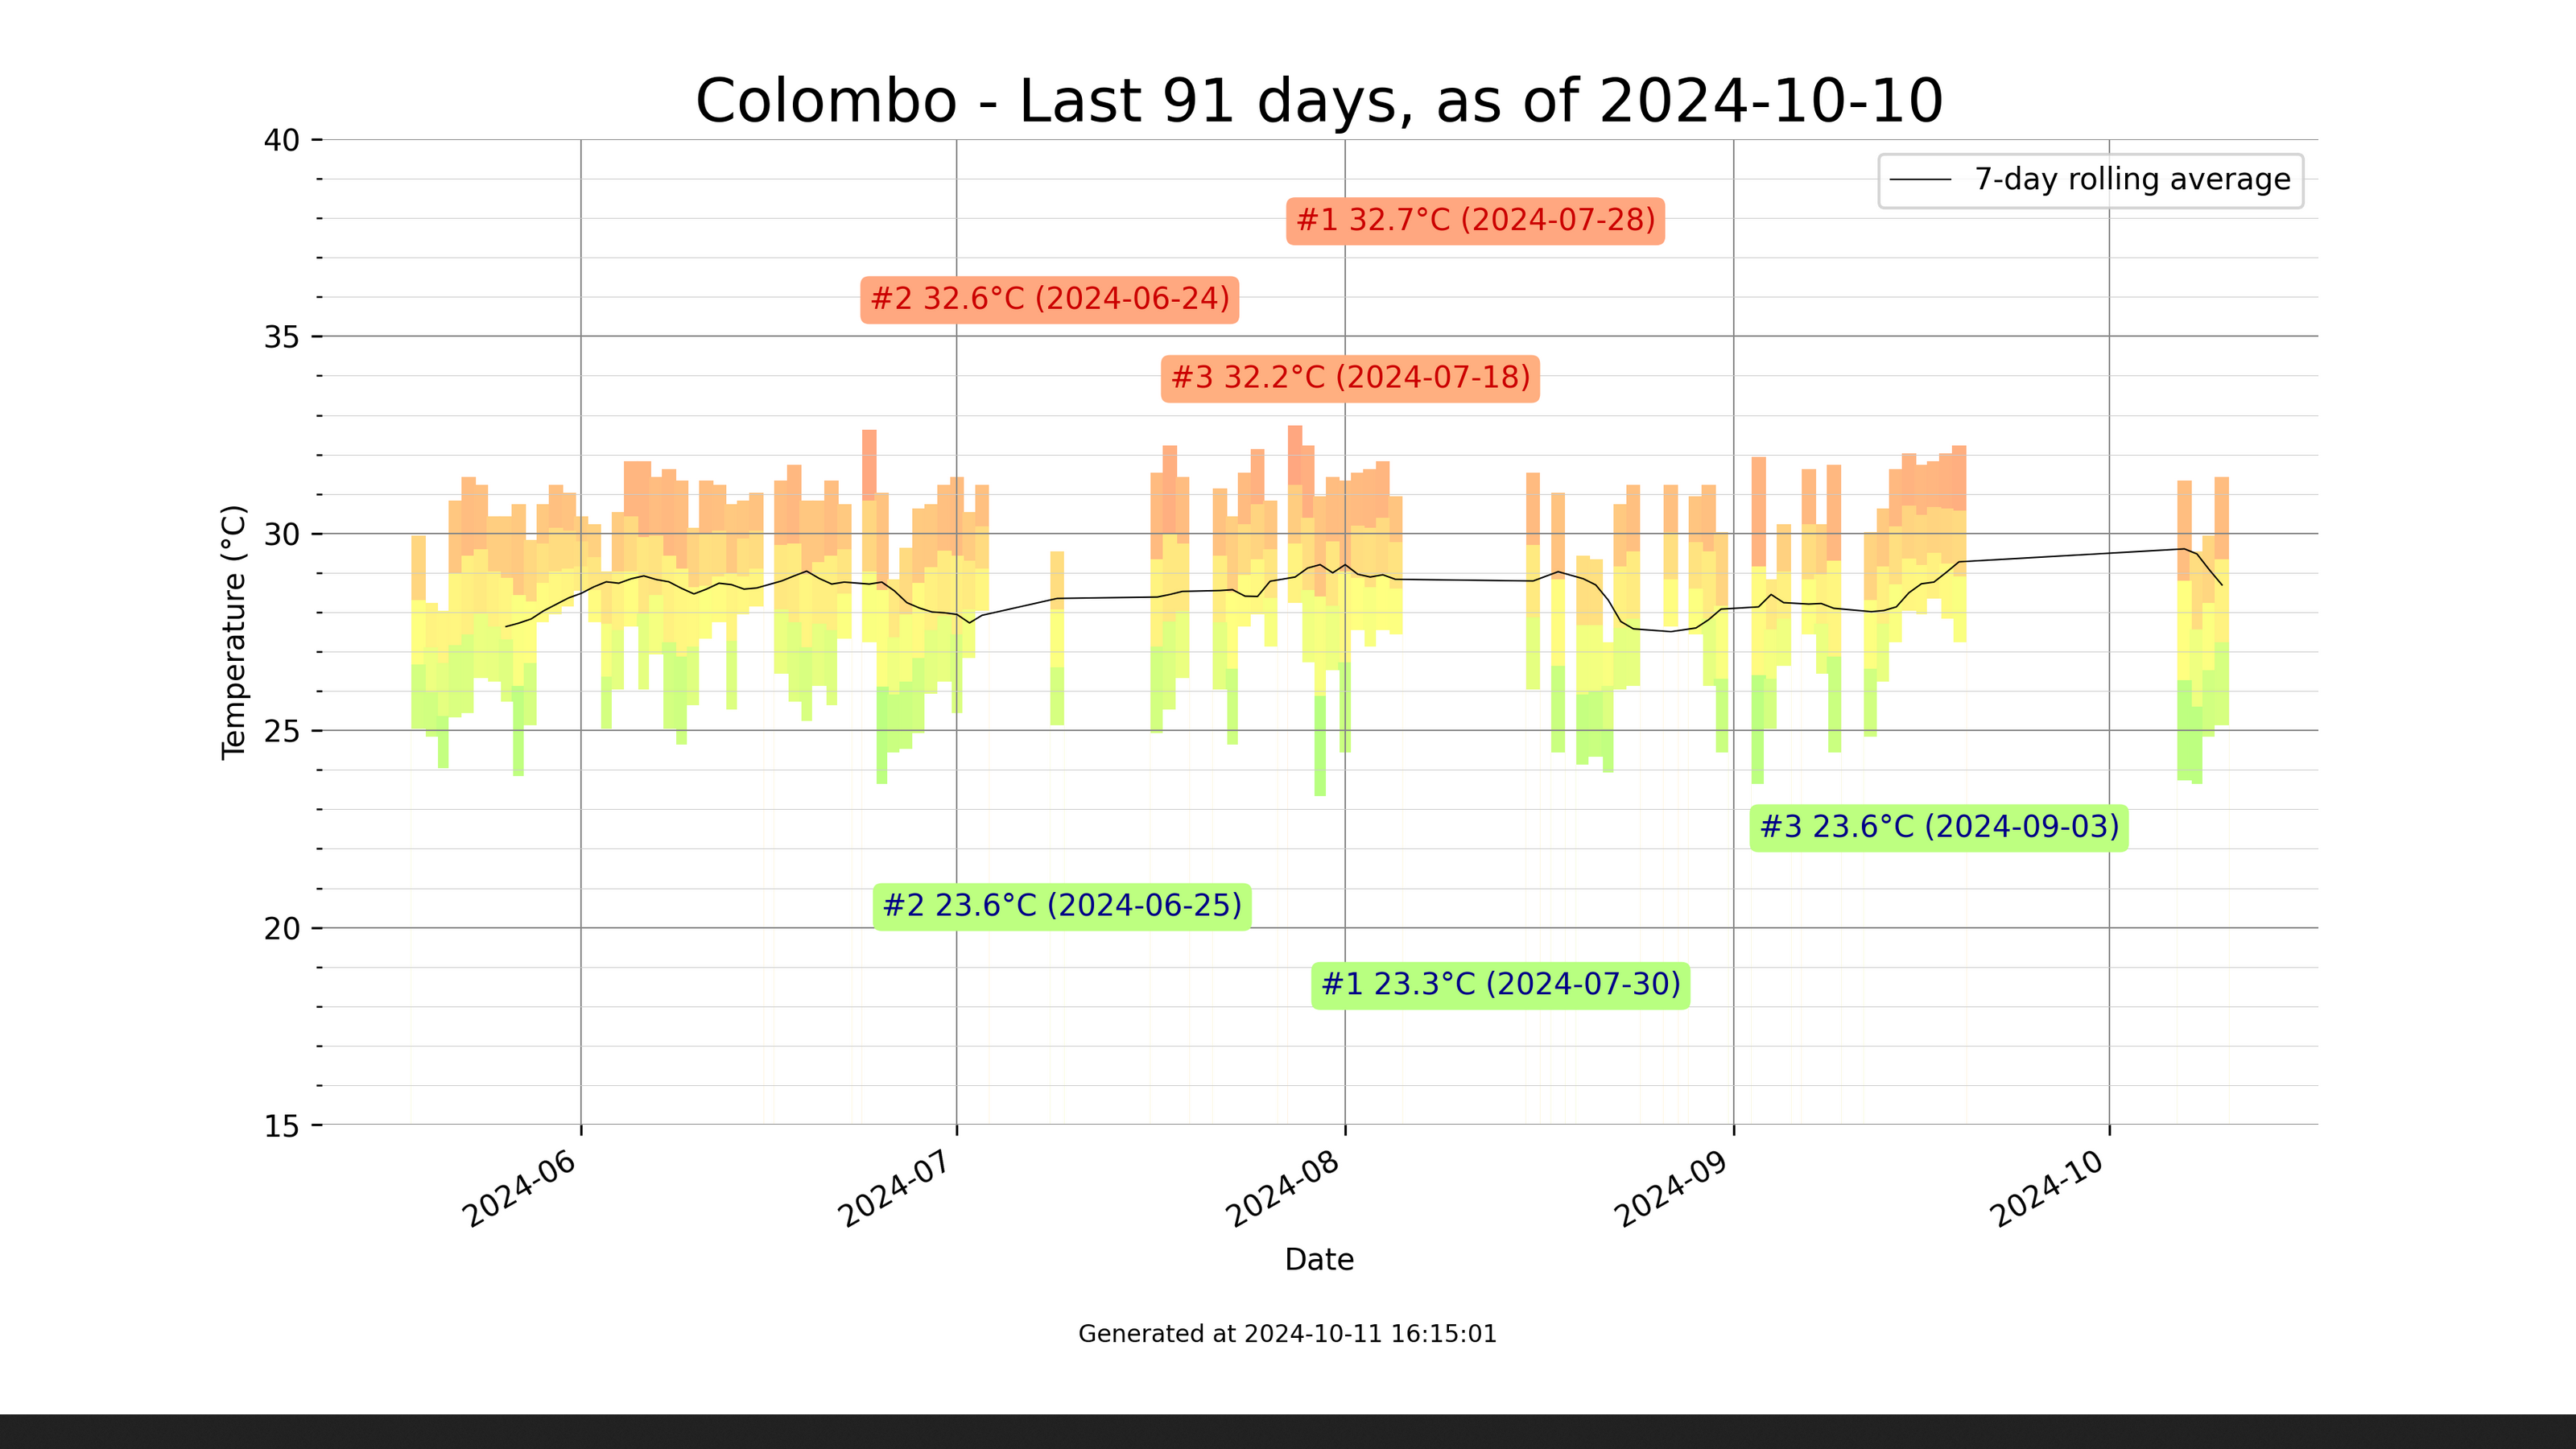 Colombo - Last 91 days, as of 2024-10-10
40
7-day rolling average
#1 32.7°C (2024-07-28)
#2 32.6°C (2024-06-24)
35
#3 32.2°C (2024-07-18)
30
Temperature (°C)
25
#3 23.6°C (2024-09-03)
#2 23.6°C (2024-06-25)
20
#1 23.3°C (2024-07-30)
15
2024-06
2024-07
2024-08
2024-09
2024-10
Date
Generated at 2024-10-11 16:15:01